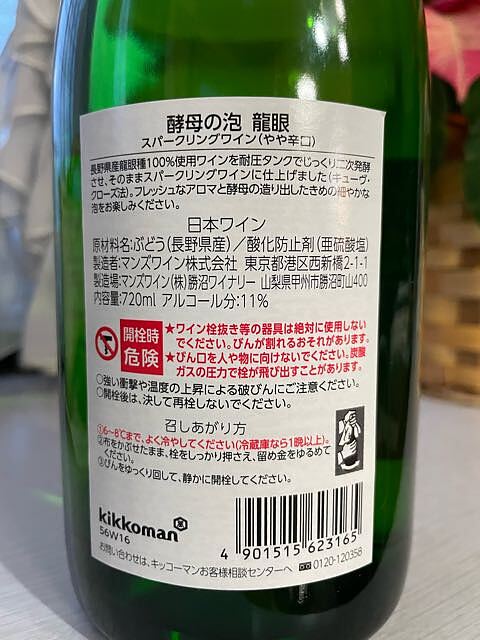 酵母の泡 龍眼
スパークリングワイン(やや辛口)
長野県産龍眼種100%使用ワインを耐圧タンクでじっくり二次発酵
させ、そのままスパークリングワインに仕上げました(キューヴ・
クローズ法)。フレッシュなアロマと酵母の造り出したきめの細やかな
泡をお楽しみください。
日本ワイン
原材料名:ぶどう(長野県産)/酸化防止剤(亜硫酸塩)
製造者:マンズワイン株式会社 東京都港区西新橋2-1-1
製造場:マンズワイン(株)勝沼ワイナリー 山梨県甲州市勝沼町山400
内容量:720ml アルコール分:11%
開栓時
危険
★ワイン栓抜き等の器具は絶対に使用しない
でください。びんが割れるおそれがあります。
★びん口を人や物に向けないでください。炭酸
ガスの圧力で栓が飛び出すことがあります。
○強い衝撃や温度の上昇による破びんにご注意ください。
○開栓後は、決して再栓しないでください。
召しあがり方
①6~8℃まで、よく冷やしてください(冷蔵庫なら1晩以上)。
②布をかぶせたまま、栓をしっかり押さえ、留め金をゆるめて
ください。
③びんをゆっくり回して、静かに開栓してください。
kikkoman
56W16
4 901515 623165
お問い合わせは、キッコーマンお客様相談センターへ 0120-120358